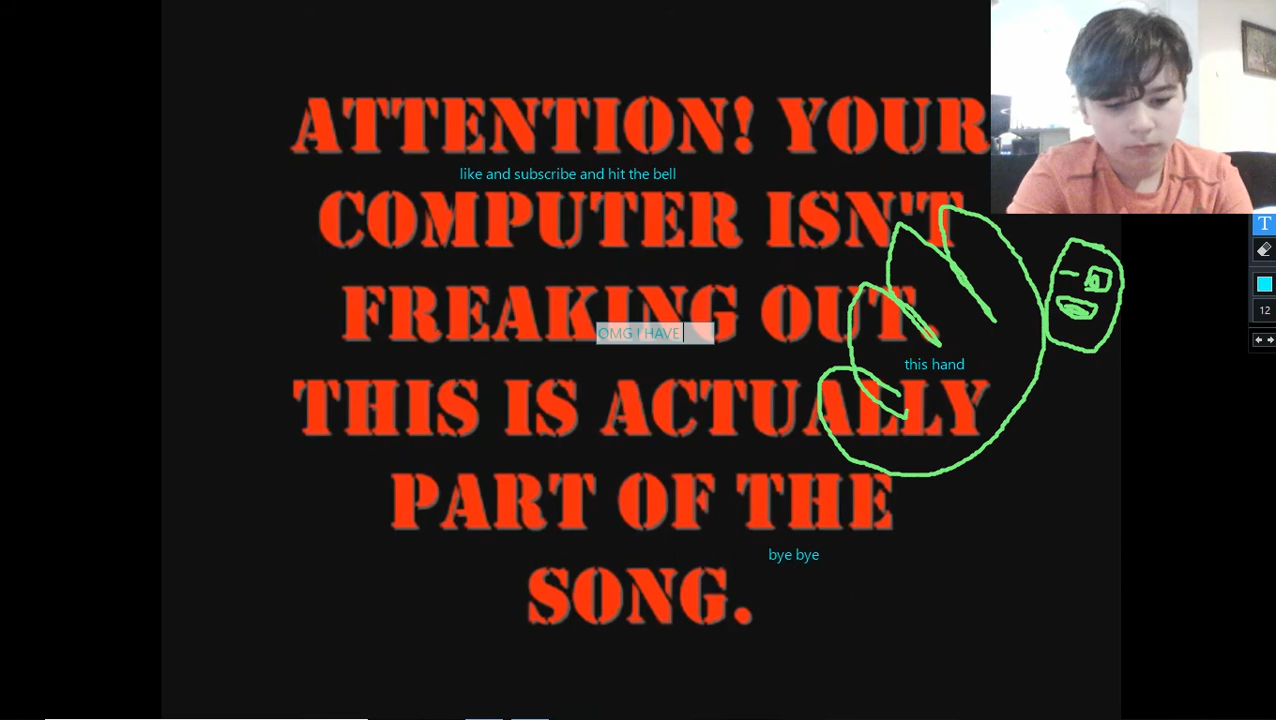 ATTENTION! YOUR
like and subscribe and hit the bell
COMPUTER ISN'T
FREAKING OUT.
OMG I HAVE
this hand
THIS IS ACTUALLY
PART OF THE
bye bye
SONG.
T
12